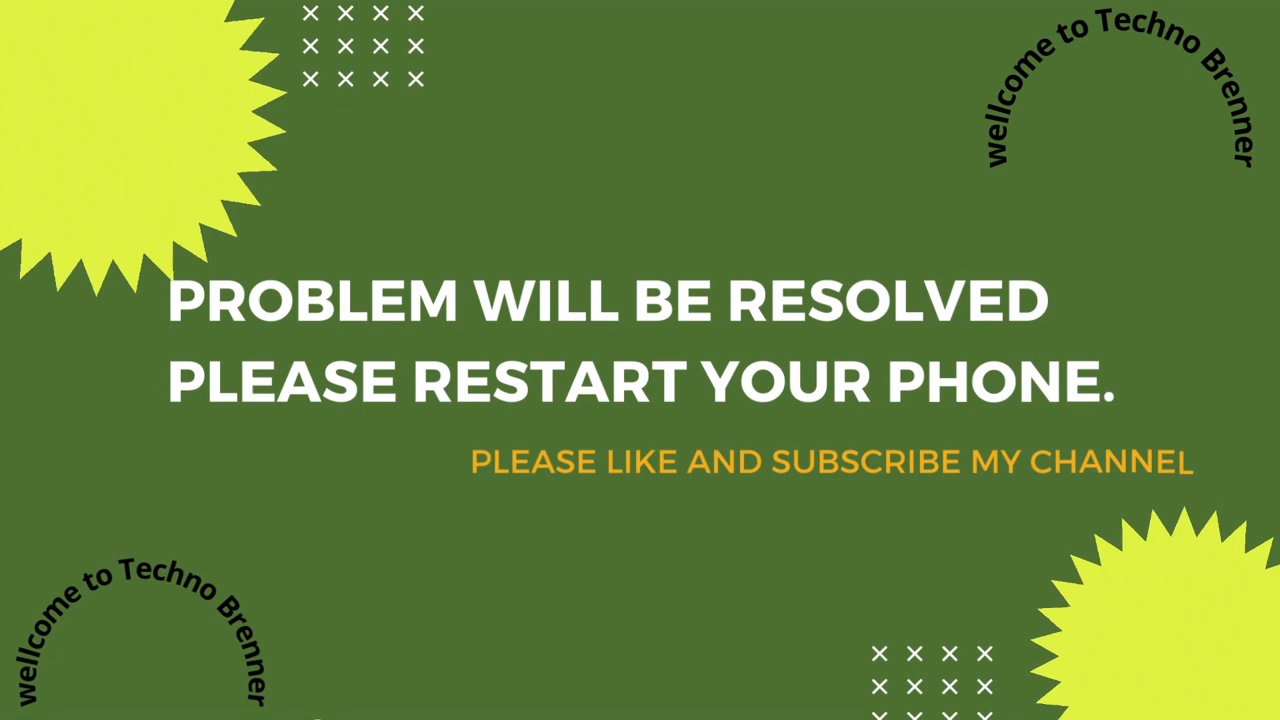 wellcome to Techno Brenner
PROBLEM WILL BE RESOLVED
PLEASE RESTART YOUR PHONE.
PLEASE LIKE AND SUBSCRIBE MY CHANNEL
wellcome to Techno Brenner